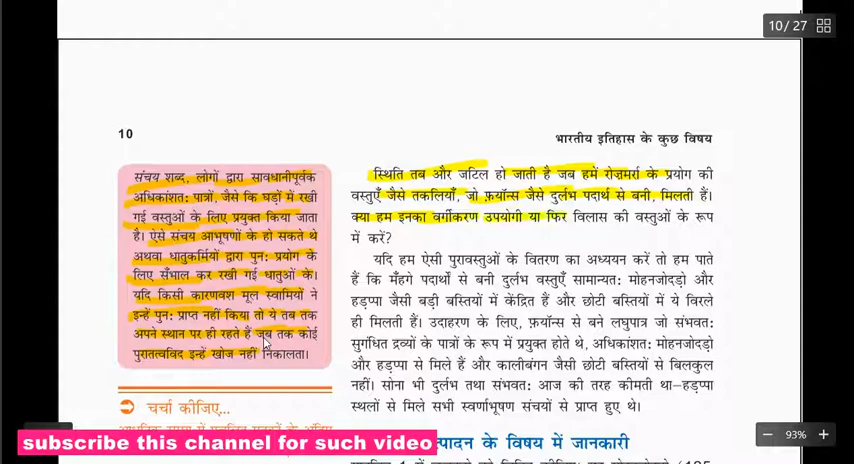 10 / 27
10
भारतीय इतिहास के कुछ विषय
संचय शब्द, लोगों द्वारा सावधानीपूर्वक
अधिकांशत: पात्रों, जैसे कि घड़ों में रखी
गई वस्तुओं के लिए प्रयुक्त किया जाता
है। ऐसे संचय आभूषणों के हो सकते थे
अथवा धातुकर्मियों द्वारा पुन: प्रयोग के
लिए सँभाल कर रखी गई धातुओं के।
यदि किसी कारणवश मूल स्वामियों ने
इन्हें पुन: प्राप्त नहीं किया तो ये तब तक
अपने स्थान पर ही रहते हैं जब तक कोई
पुरातत्वविद इन्हें खोज नहीं निकालता।
चर्चा कीजिए...
स्थिति तब और जटिल हो जाती है जब हमें रोज़मर्रा के प्रयोग की
वस्तुएँ जैसे तकलियाँ, जो फ़यॉन्स जैसे दुर्लभ पदार्थ से बनी, मिलती हैं।
क्या हम इनका वर्गीकरण उपयोगी या फिर विलास की वस्तुओं के रूप
में करें?
यदि हम ऐसी पुरावस्तुओं के वितरण का अध्ययन करें तो हम पाते
हैं कि मँहगे पदार्थों से बनी दुर्लभ वस्तुएँ सामान्यत: मोहनजोदड़ो और
हड़प्पा जैसी बड़ी बस्तियों में केंद्रित हैं और छोटी बस्तियों में ये विरले
ही मिलती हैं। उदाहरण के लिए, फ़यॉन्स से बने लघुपात्र जो संभवत:
सुगंधित द्रव्यों के पात्रों के रूप में प्रयुक्त होते थे, अधिकांशत: मोहनजोदड़ो
और हड़प्पा से मिले हैं और कालीबंगन जैसी छोटी बस्तियों से बिलकुल
नहीं। सोना भी दुर्लभ तथा संभवत: आज की तरह कीमती था–हड़प्पा
स्थलों से मिले सभी स्वर्णाभूषण संचयों से प्राप्त हुए थे।
त्पादन के विषय में जानकारी
93%
subscribe this channel for such video